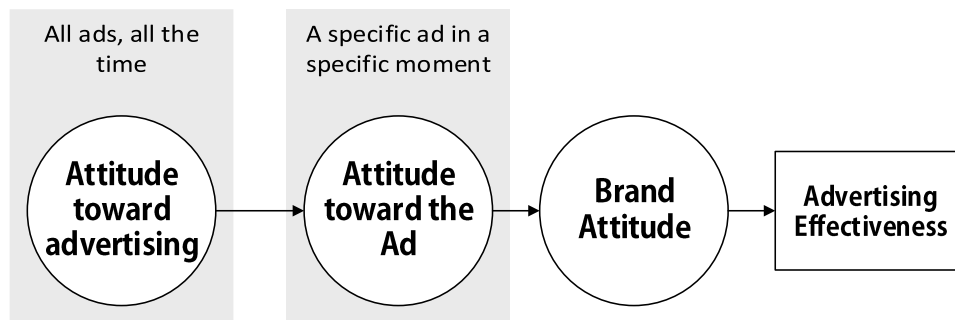 All ads, all the
time
A specific ad in a
specific moment
Attitude
toward
advertising
Attitude
toward the
Ad
Brand
Attitude
Advertising
Effectiveness